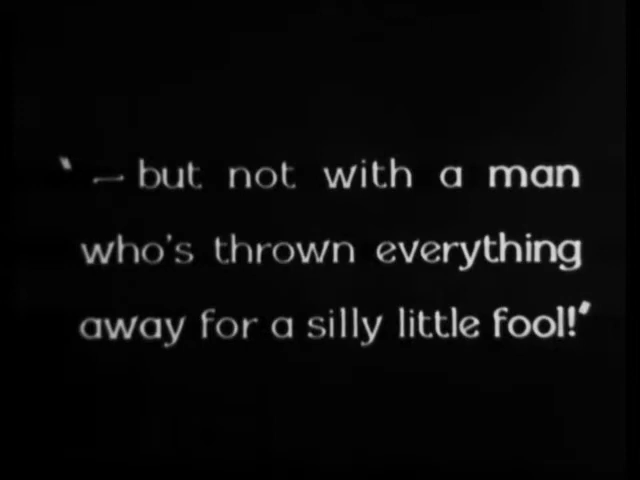 ‛ — but not with a man
who's thrown everything
away for a silly little fool!'